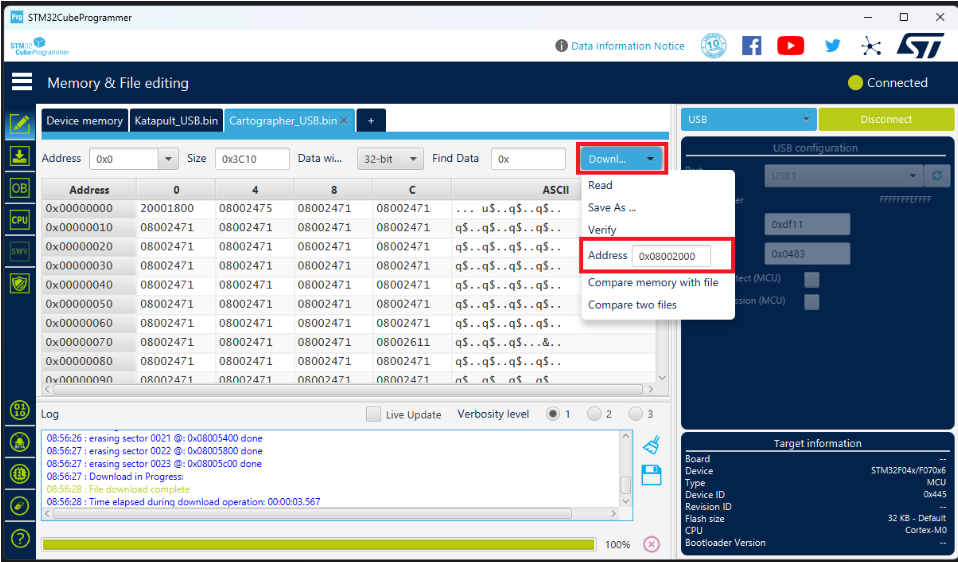 Prg STM32CubeProgrammer
STM32
CubeProgrammer
Data Information Notice
10
Memory & File editing
Connected
Device memory Katapult_USB.bin Cartographer_USB.bin × +
USB Disconnect
Address 0x0 Size 0x3C10 Data wi... 32-bit Find Data 0x Downl...
USB configuration
USB1
FFFFFFFEFFFF
0xdf11
0x0483
(MCU)
(MCU)
Read
Save As ...
Verify
Address 0x08002000
Compare memory with file
Compare two files
Address 0 4 8 C ASCII
0x00000000 20001800 08002475 08002471 08002471 ... u$..q$..q$..
0x00000010 08002471 08002471 08002471 08002471 q$..q$..q$..q$..
0x00000020 08002471 08002471 08002471 08002471 q$..q$..q$..q$..
0x00000030 08002471 08002471 08002471 08002471 q$..q$..q$..q$..
0x00000040 08002471 08002471 08002471 08002471 q$..q$..q$..q$..
0x00000050 08002471 08002471 08002471 08002471 q$..q$..q$..q$..
0x00000060 08002471 08002471 08002471 08002471 q$..q$..q$..q$..
0x00000070 08002471 08002471 08002471 08002611 q$..q$..q$...&..
0x00000080 08002471 08002471 08002471 08002471 q$..q$..q$..q$..
0x00000090 08002471 08002471 08002471 08002471
OB
CPU
SWV
01
10
Log Live Update Verbosity level 1 2 3
08:56:26 : erasing sector 0021 @: 0x08005400 done
08:56:27 : erasing sector 0022 @: 0x08005800 done
08:56:27 : erasing sector 0023 @: 0x08005c00 done
08:56:27 : Download in Progress:
08:56:28 : File download complete
08:56:28 : Time elapsed during download operation: 00:00:03.567
100%
Target information
Board --
Device STM32F04x/F070x6
Type MCU
Device ID 0x445
Revision ID --
Flash size 32 KB - Default
CPU Cortex-M0
Bootloader Version --